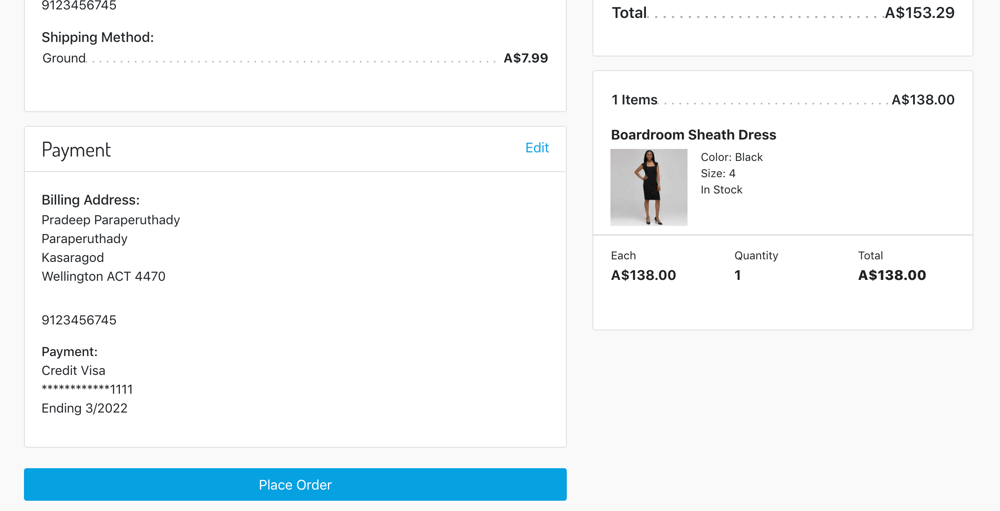 9123456745
Shipping Method:
Ground A$7.99
Payment
Edit
Billing Address:
Pradeep Paraperuthady
Paraperuthady
Kasaragod
Wellington ACT 4470
9123456745
Payment:
Credit Visa
************1111
Ending 3/2022
Place Order
Total A$153.29
1 Items A$138.00
Boardroom Sheath Dress
Color: Black
Size: 4
In Stock
Each Quantity Total
A$138.00 1 A$138.00